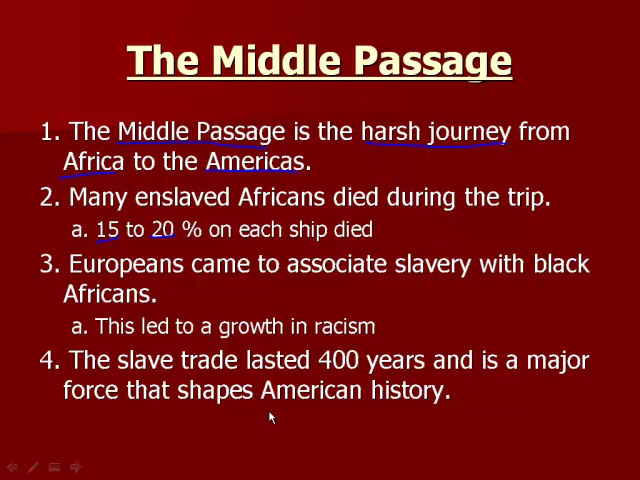 The Middle Passage
1. The Middle Passage is the harsh journey from
Africa to the Americas.
2. Many enslaved Africans died during the trip.
a. 15 to 20 % on each ship died
3. Europeans came to associate slavery with black
Africans.
a. This led to a growth in racism
4. The slave trade lasted 400 years and is a major
force that shapes American history.